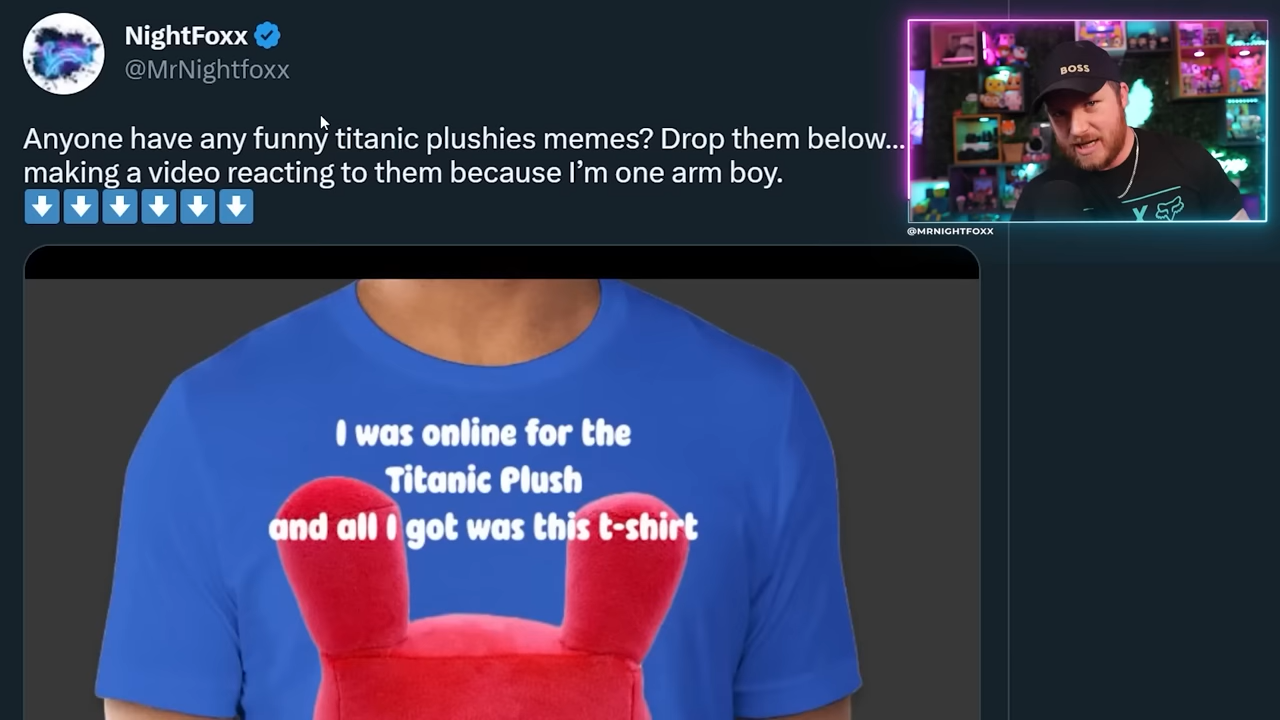 NightFoxx
@MrNightfoxx
Anyone have any funny titanic plushies memes? Drop them below...
making a video reacting to them because I’m one arm boy.
BOSS
@MRNIGHTFOXX
I was online for the
Titanic Plush
and all I got was this t-shirt